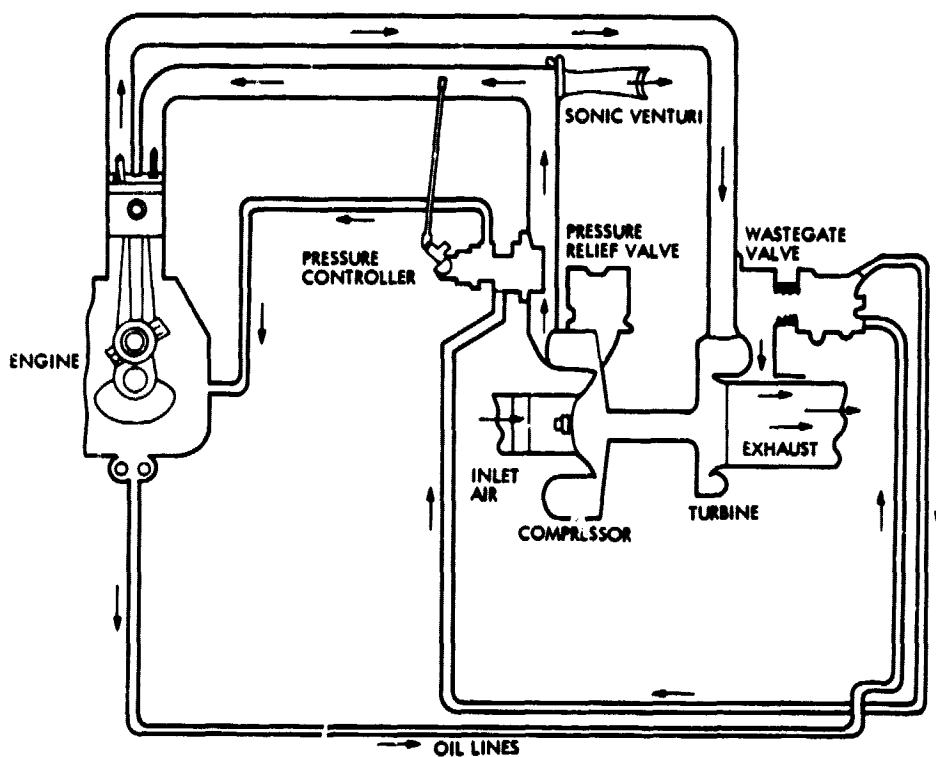 SONIC VENTURI
PRESSURE
RELIEF VALVE
WASTEGATE
VALVE
PRESSURE
CONTROLLER
ENGINE
INLET
AIR
EXHAUST
TURBINE
COMPRESSOR
OIL LINES